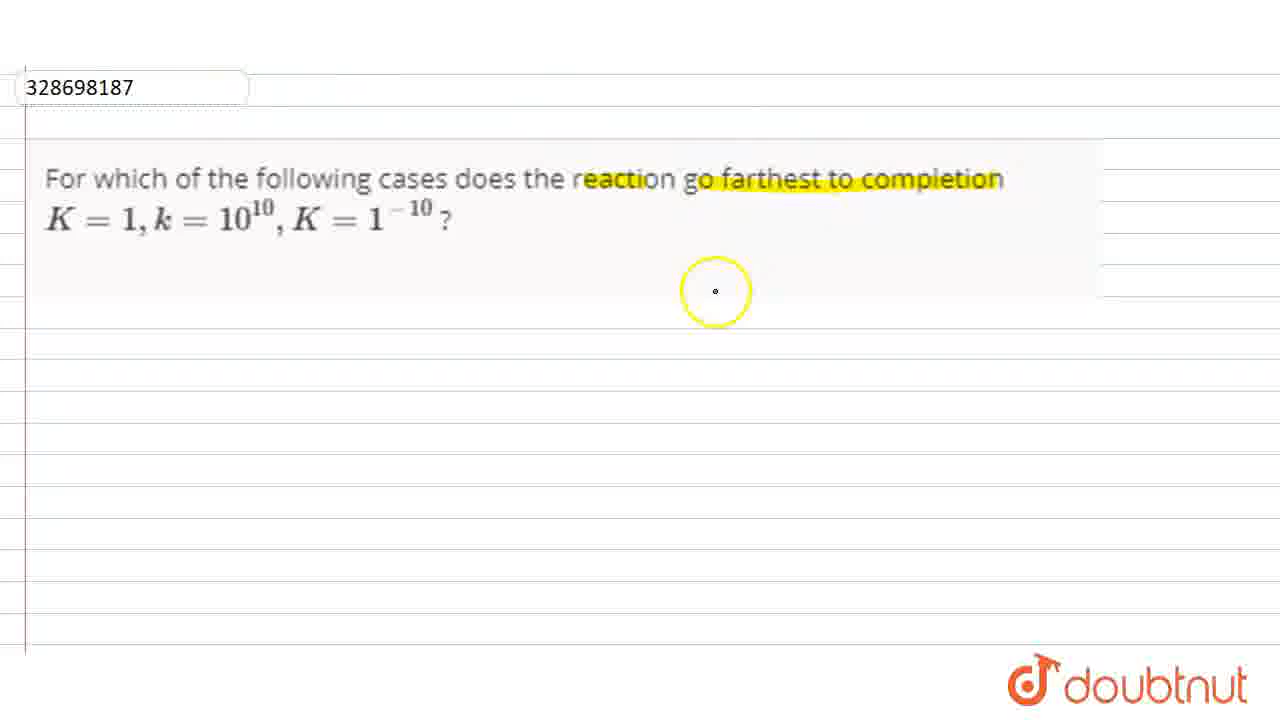 328698187
For which of the following cases does the reaction go farthest to completion
K = 1, k = 10^10, K = 1^-10 ?
doubtnut